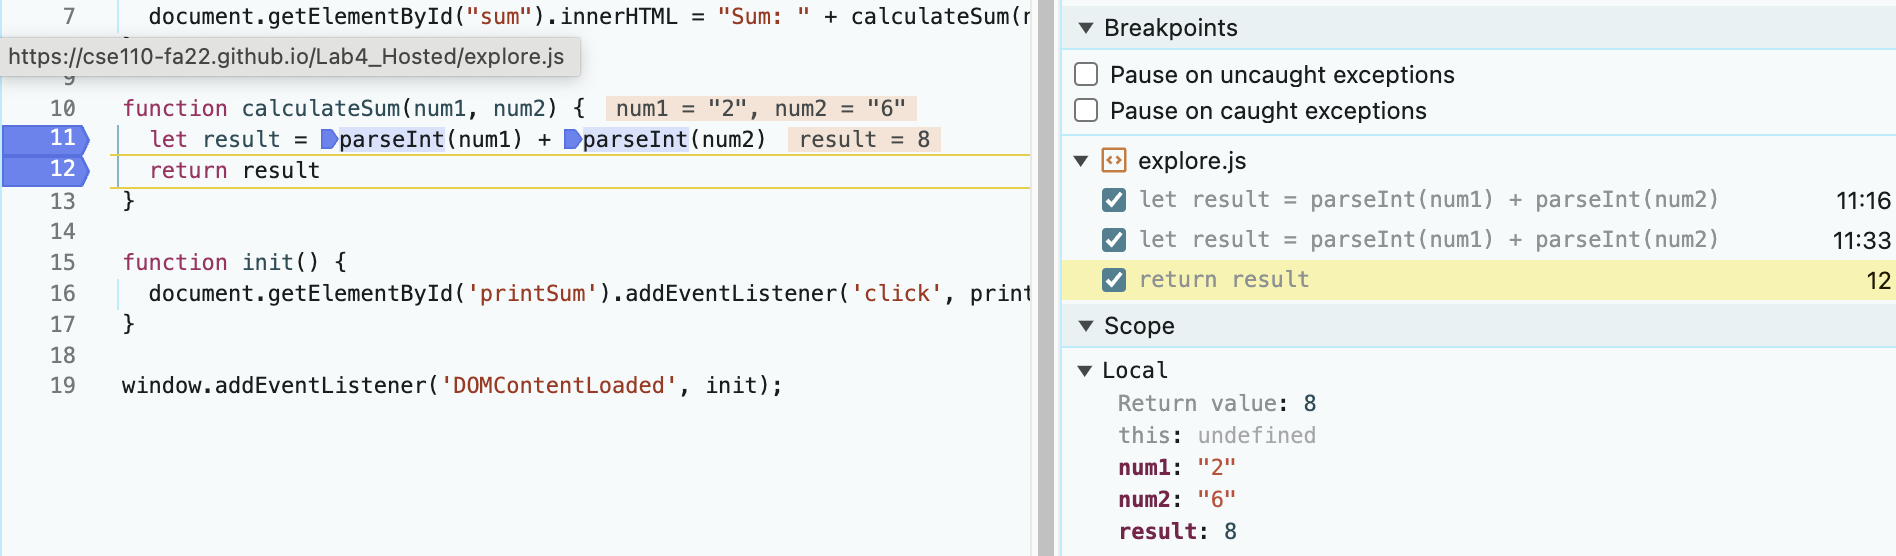 7 document.getElementById("sum").innerHTML = "Sum: " + calculateSum(
https://cse110-fa22.github.io/Lab4_Hosted/explore.js
9
10 function calculateSum(num1, num2) { num1 = "2", num2 = "6"
11 let result = parseInt(num1) + parseInt(num2) result = 8
12 return result
13 }
14
15 function init() {
16 document.getElementById('printSum').addEventListener('click', prin
17 }
18
19 window.addEventListener('DOMContentLoaded', init);
Breakpoints
Pause on uncaught exceptions
Pause on caught exceptions
explore.js
let result = parseInt(num1) + parseInt(num2) 11:16
let result = parseInt(num1) + parseInt(num2) 11:33
return result 12
Scope
Local
Return value: 8
this: undefined
num1: "2"
num2: "6"
result: 8